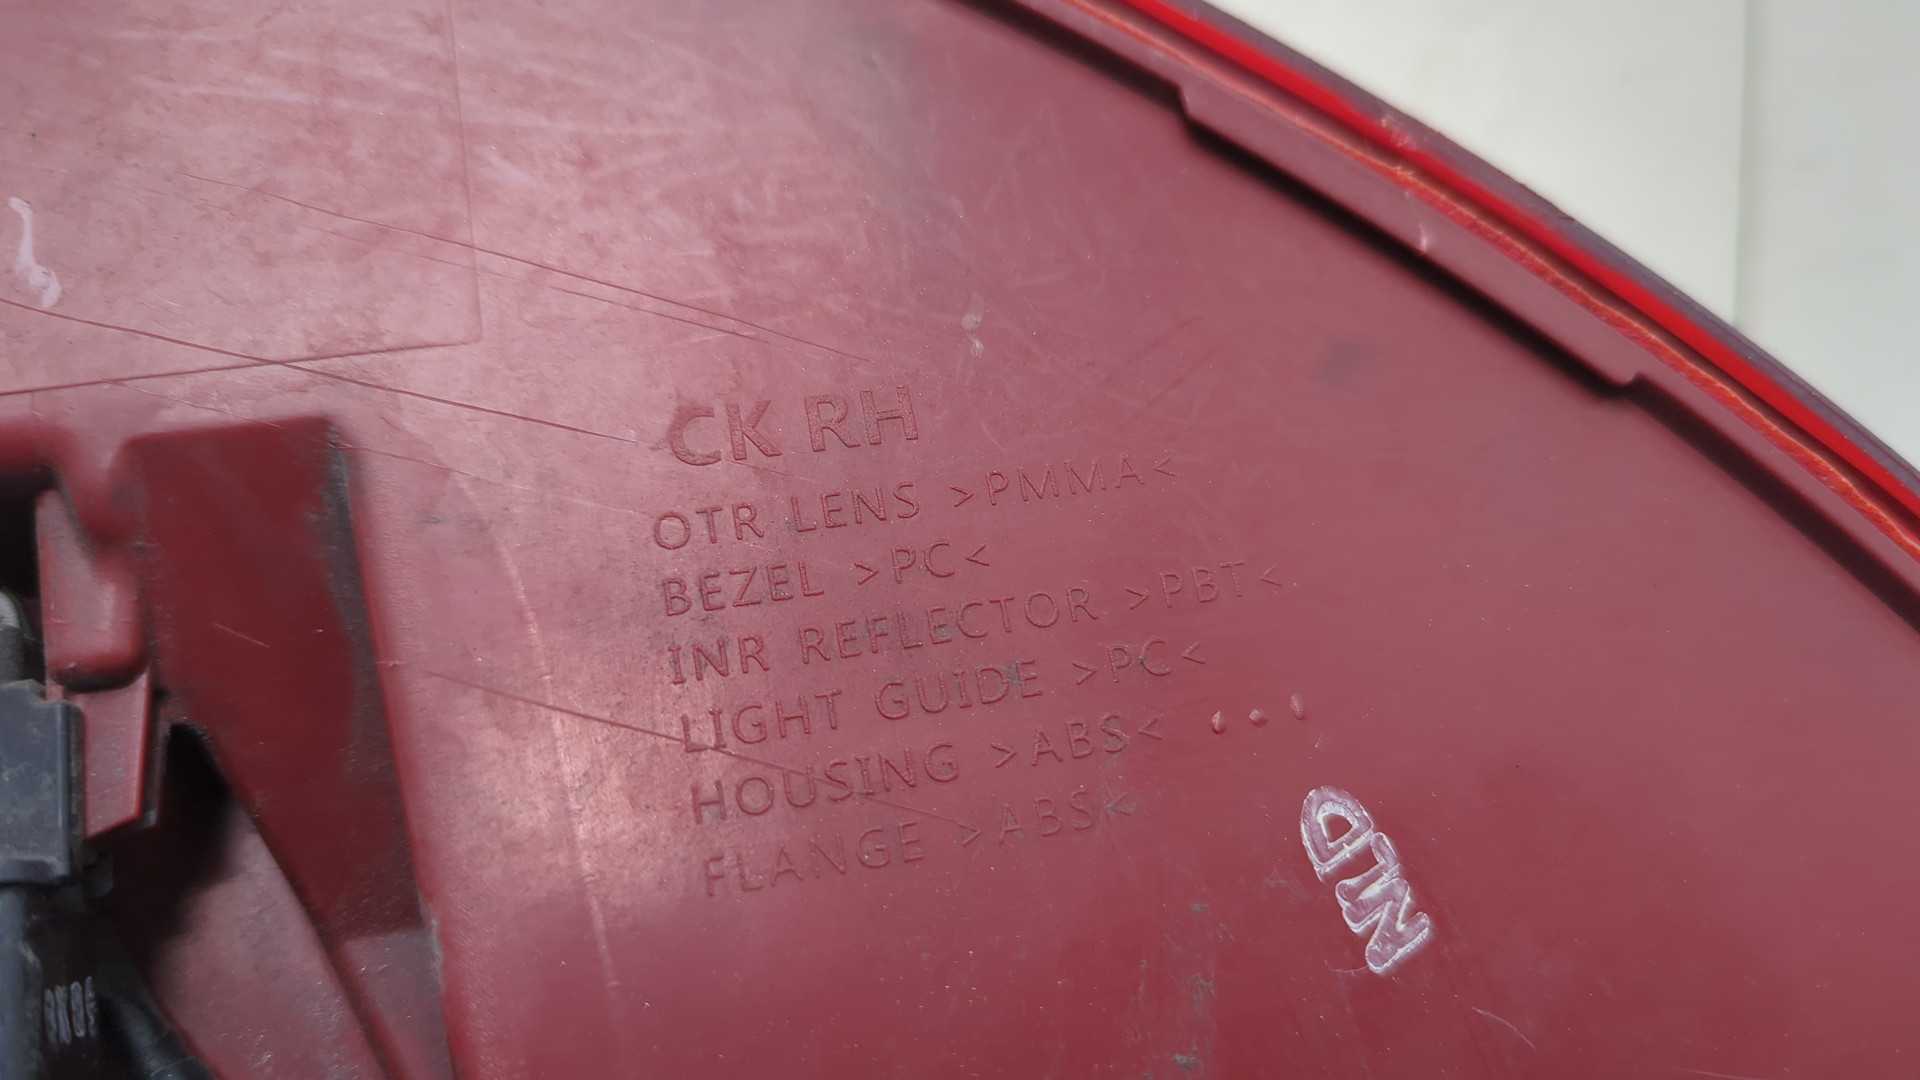 CK RH
OTR LENS >PMMA<
BEZEL >PC<
INR REFLECTOR >PBT<
LIGHT GUIDE >PC<
HOUSING >ABS<
FLANGE >ABS<